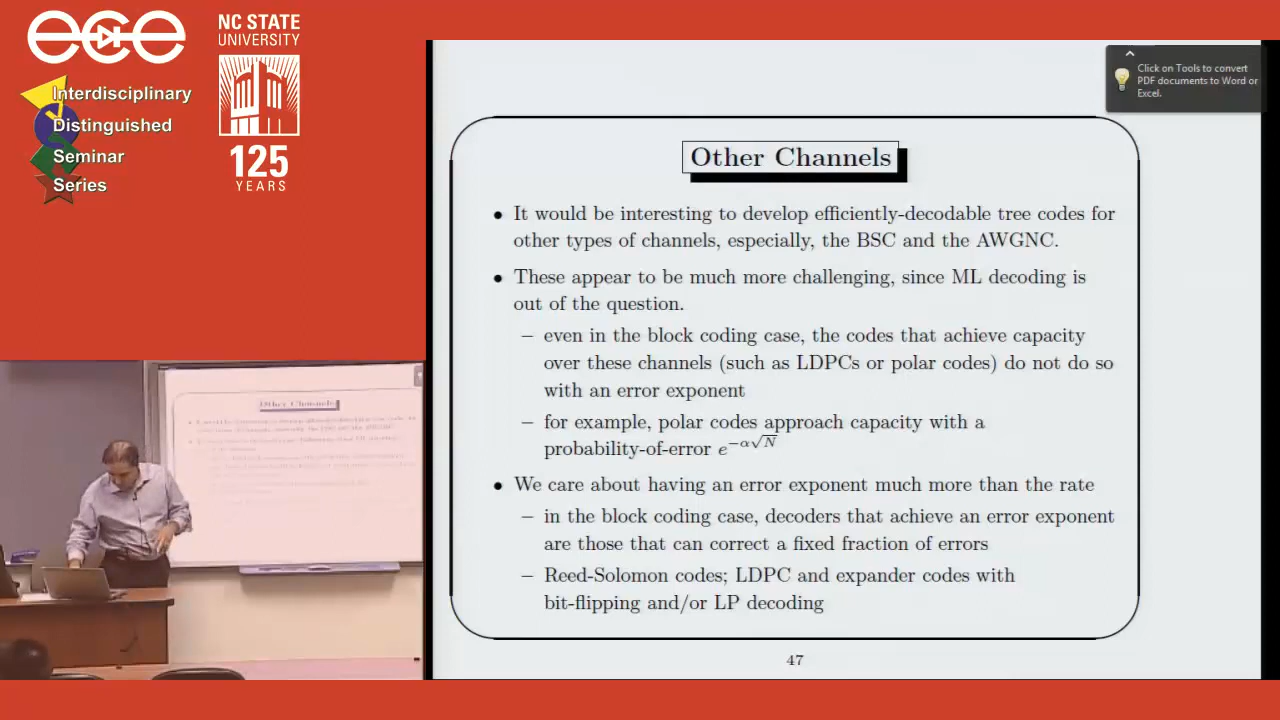 ece
NC STATE
UNIVERSITY
Interdisciplinary
Distinguished
Seminar
Series
125
YEARS
Click on Tools to convert
PDF documents to Word or
Excel.
Other Channels
• It would be interesting to develop efficiently-decodable tree codes for
other types of channels, especially, the BSC and the AWGNC.
• These appear to be much more challenging, since ML decoding is
out of the question.
– even in the block coding case, the codes that achieve capacity
over these channels (such as LDPCs or polar codes) do not do so
with an error exponent
– for example, polar codes approach capacity with a
probability-of-error e^{-α√N}
• We care about having an error exponent much more than the rate
– in the block coding case, decoders that achieve an error exponent
are those that can correct a fixed fraction of errors
– Reed-Solomon codes; LDPC and expander codes with
bit-flipping and/or LP decoding
47
Other Channels